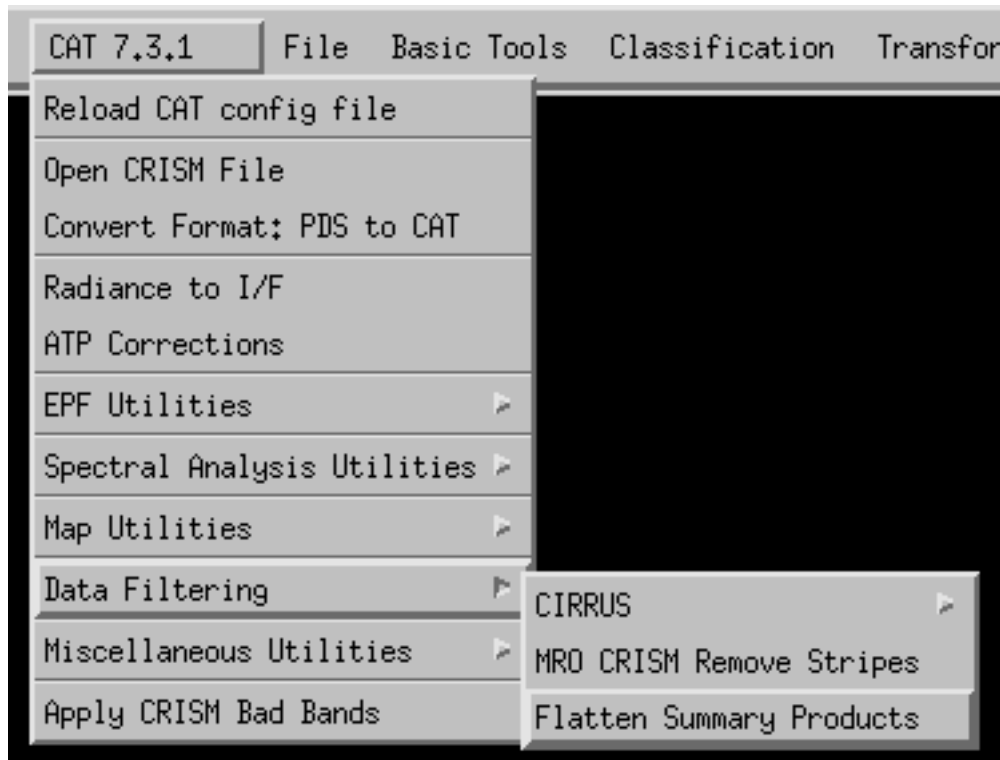 CAT 7.3.1 File Basic Tools Classification Transfor
Reload CAT config file
Open CRISM File
Convert Format: PDS to CAT
Radiance to I/F
ATP Corrections
EPF Utilities
Spectral Analysis Utilities
Map Utilities
Data Filtering
Miscellaneous Utilities
Apply CRISM Bad Bands
CIRRUS
MRO CRISM Remove Stripes
Flatten Summary Products